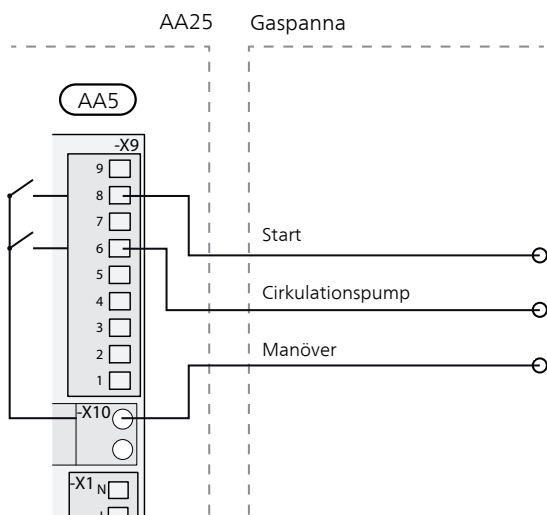 AA25 Gaspanna
AA5
-X9
9
8
7
Start
6
5
Cirkulationspump
4
3
Manöver
2
1
-X10
-X1 N